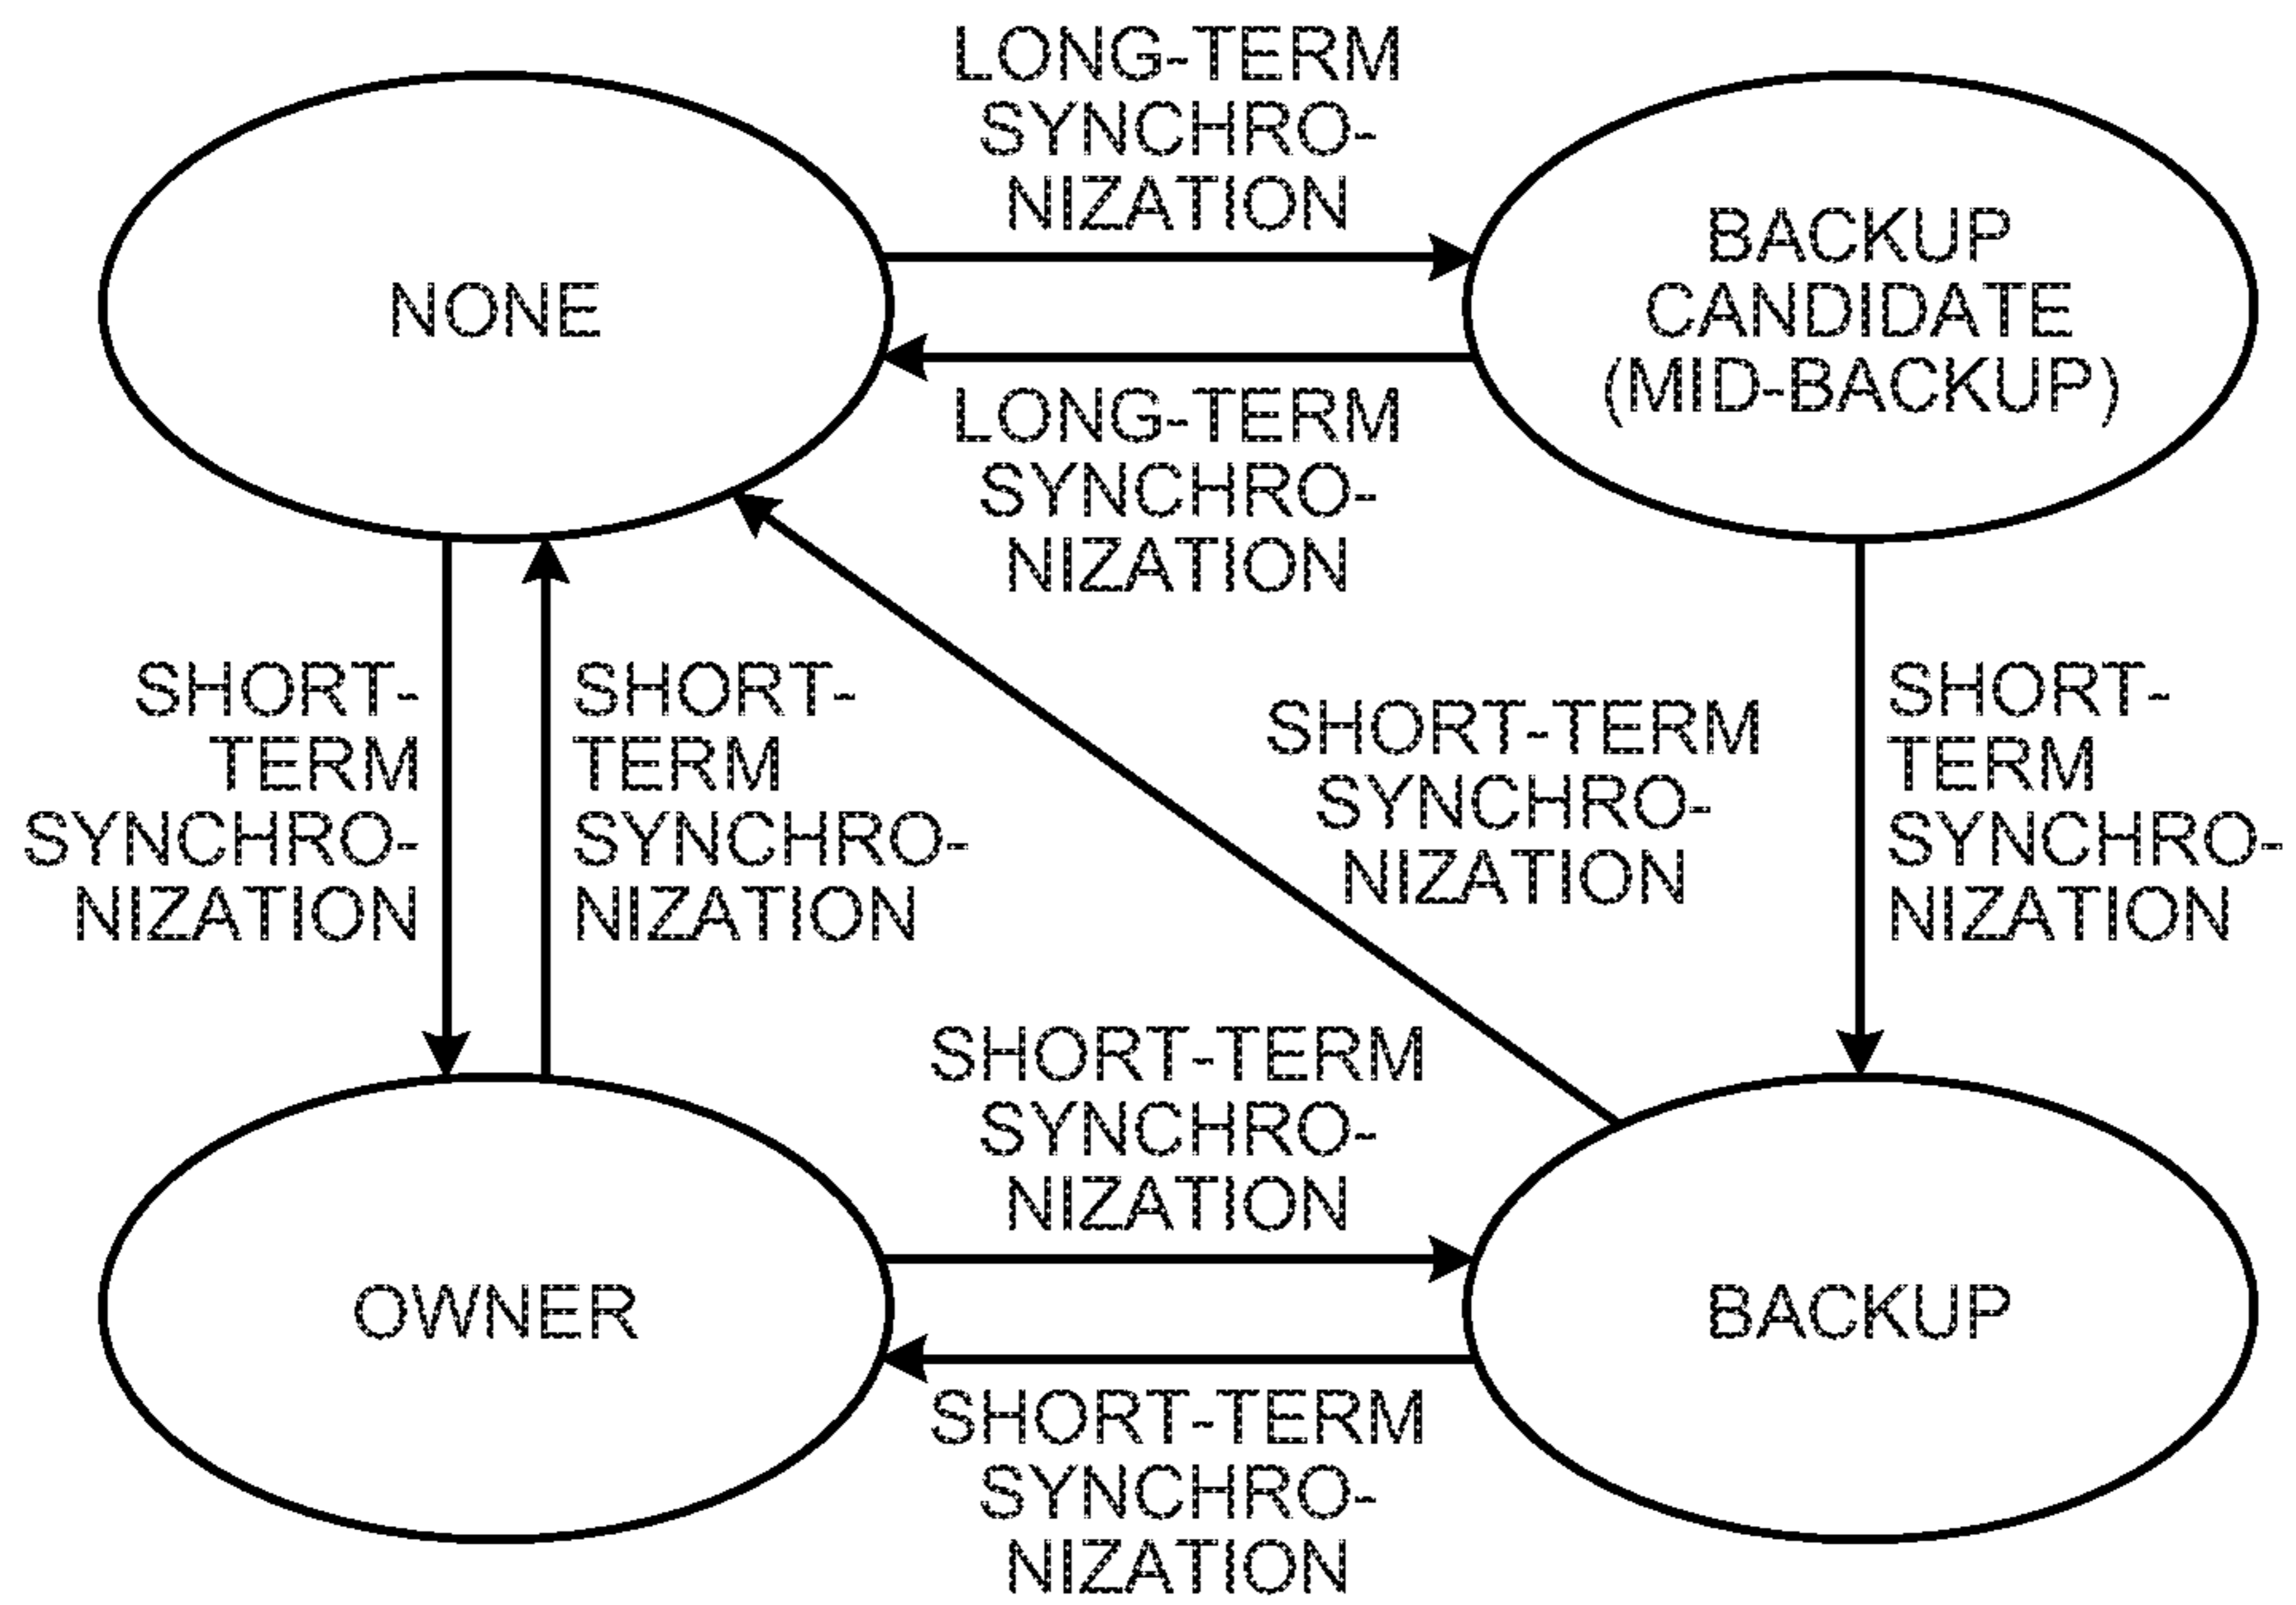 LONG-TERM
SYNCHRO-
NIZATION
NONE
BACKUP
CANDIDATE
(MID-BACKUP)
LONG-TERM
SYNCHRO-
NIZATION
SHORT-
TERM
SYNCHRO-
NIZATION
SHORT-
TERM
SYNCHRO-
NIZATION
SHORT-TERM
SYNCHRO-
NIZATION
SHORT-
TERM
SYNCHRO-
NIZATION
SHORT-TERM
SYNCHRO-
NIZATION
OWNER
BACKUP
SHORT-TERM
SYNCHRO-
NIZATION